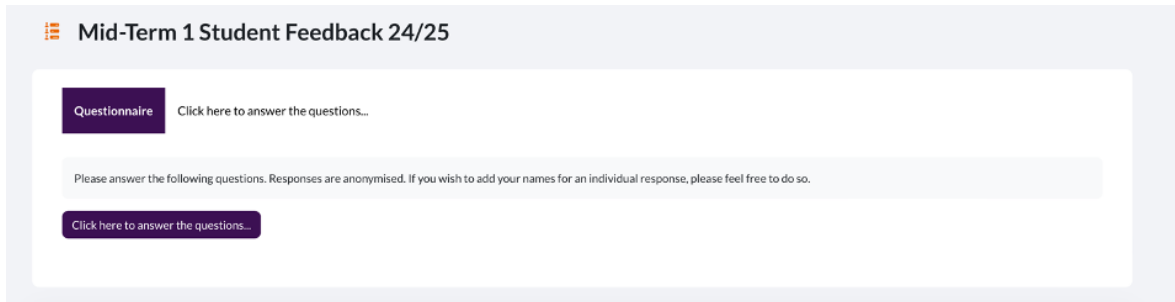 Mid-Term 1 Student Feedback 24/25
Questionnaire Click here to answer the questions...
Please answer the following questions. Responses are anonymised. If you wish to add your names for an individual response, please feel free to do so.
Click here to answer the questions...